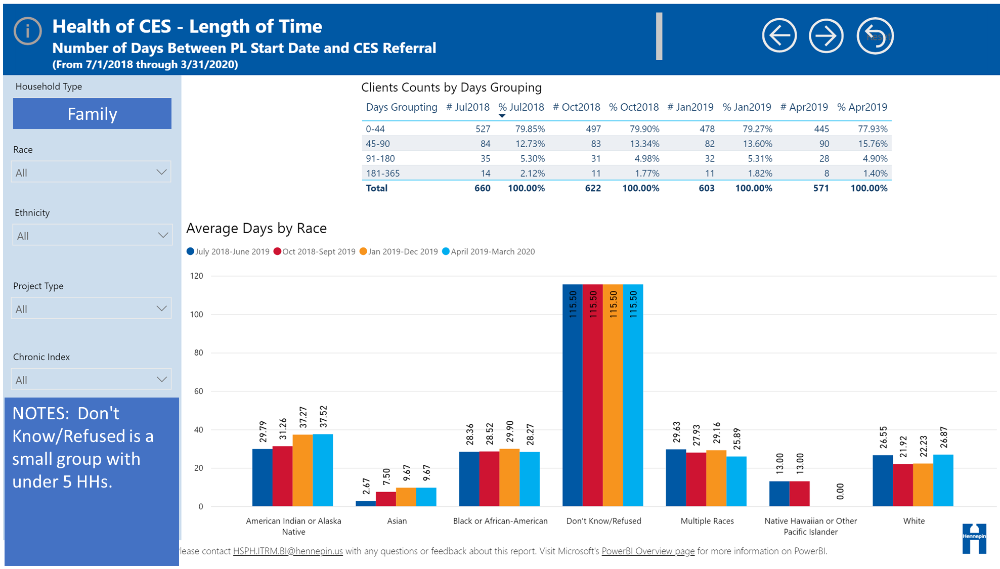 Health of CES - Length of Time
Number of Days Between PL Start Date and CES Referral
(From 7/1/2018 through 3/31/2020)
Reset
Household Type
Family
Race
All
Ethnicity
All
Project Type
All
Chronic Index
All
NOTES: Don't
Know/Refused is a
small group with
under 5 HHs.
Clients Counts by Days Grouping
Days Groupting # Jul2018 % Jul2018 # Oct2018 % Oct2018 # Jan2019 % Jan2019 # Apr2019 % Apr2019
0-44 527 79.85% 497 79.90% 478 79.27% 445 77.93%
45-90 84 12.73% 83 13.34% 82 13.60% 90 15.76%
91-180 35 5.30% 31 4.98% 32 5.31% 28 4.90%
181-365 14 2.12% 11 1.77% 11 1.82% 8 1.40%
Total 660 100.00% 622 100.00% 603 100.00% 571 100.00%
Average Days by Race
July 2018-June 2019 Oct 2018-Sept 2019 Jan 2019-Dec 2019 April 2019-March 2020
120
100
80
60
40
20
0
29.79 31.26 37.27 37.52
2.67 7.50 9.67 9.67
28.36 28.52 29.90 28.27
115.50 115.50 115.50 115.50
29.63 27.93 29.16 25.89
13.00 13.00 0.00
26.55 21.92 22.23 26.87
American Indian or Alaska
Native
Asian
Black or African-American
Don't Know/Refused
Multiple Races
Native Hawaiian or Other
Pacific Islander
White
Hennepin
lease contact HSPH.ITRM.BI@hennepin.us with any questions or feedback about this report. Visit Microsoft's PowerBI Overview page for more information on PowerBI.